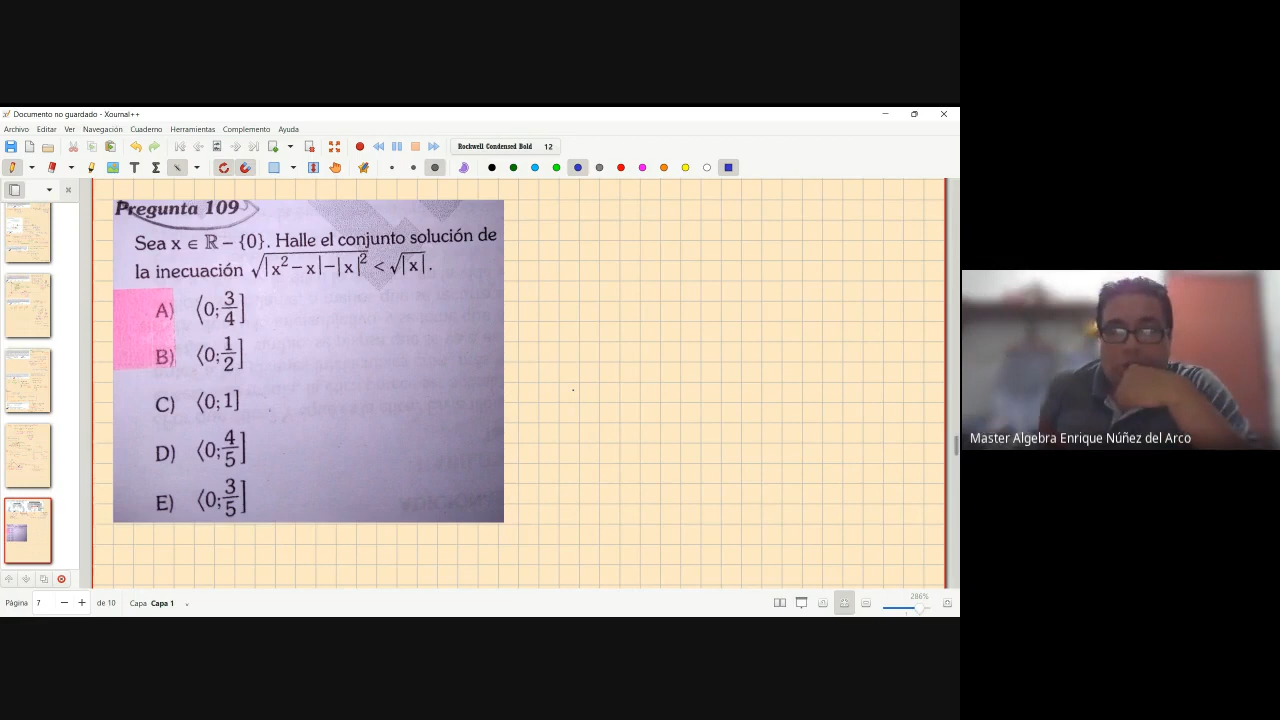 Documento no guardado - Xournal++
Archivo Editar Ver Navegación Cuaderno Herramientas Complemento Ayuda
Rockwell Condensed Bold 12
Pregunta 109
Sea x ∈ ℝ – {0}. Halle el conjunto solución de
la inecuación √|x² – x| – |x|² < √|x|.
A) ⟨0; 3/4]
B) ⟨0; 1/2]
C) ⟨0; 1]
D) ⟨0; 4/5]
E) ⟨0; 3/5]
Master Algebra Enrique Núñez del Arco
Página 7 de 10 Capa Capa 1
286%